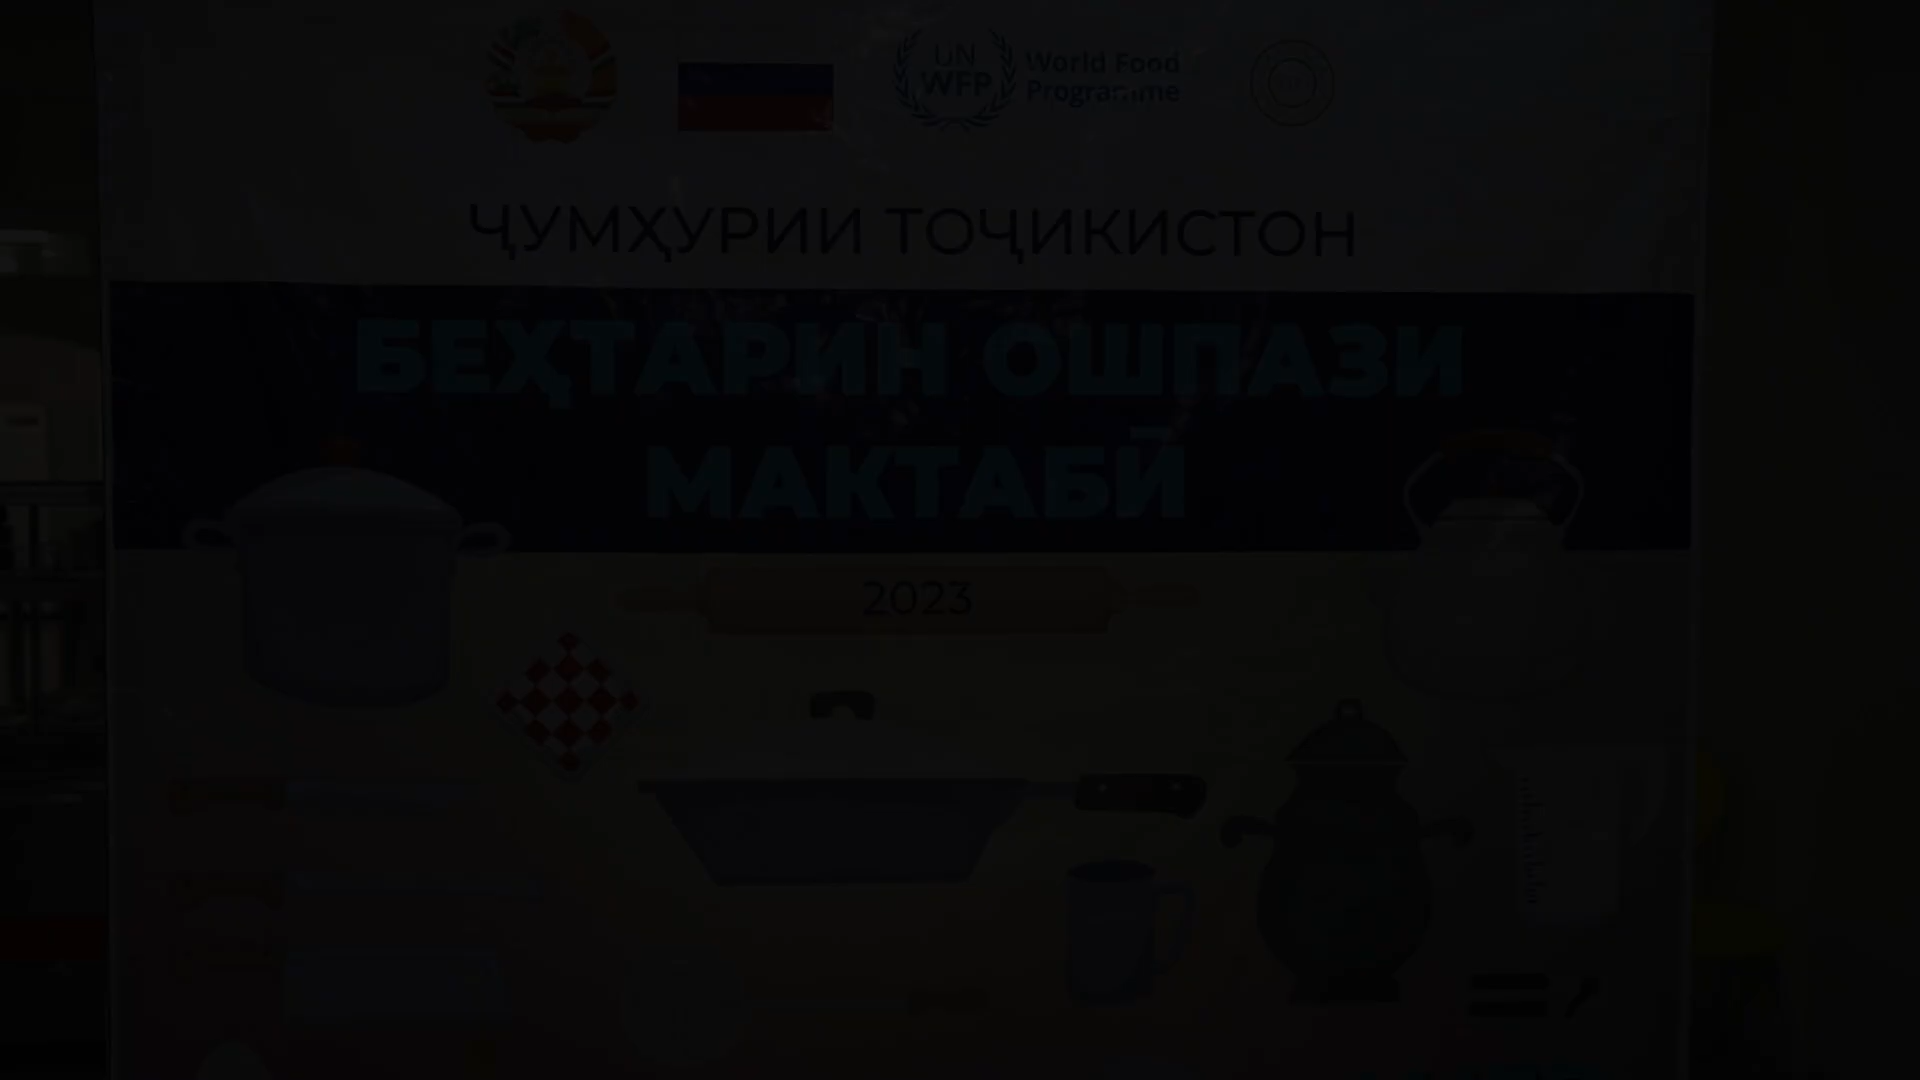 UN
WFP
World Food
Programme
ҶУМҲУРИИ ТОҶИКИСТОН
БЕҲТАРИН ОШПАЗИ
МАКТАБӢ
2023